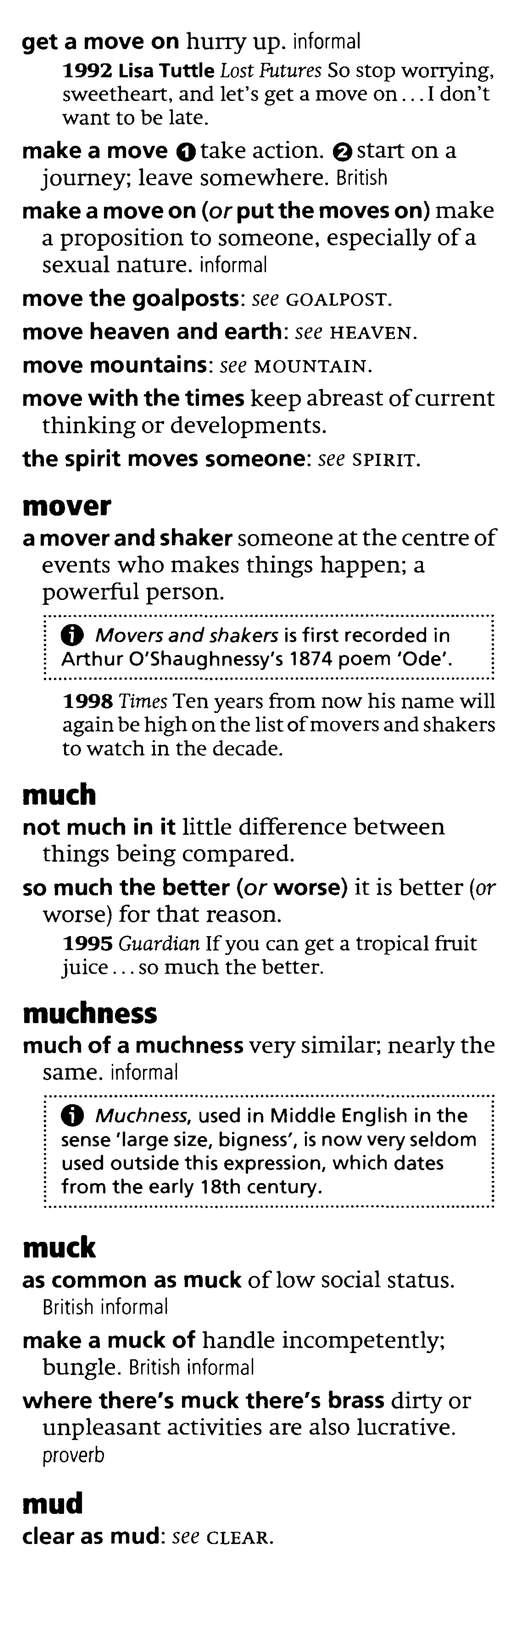 get a move on hurry up. informal
1992 Lisa Tuttle Lost Futures So stop worrying,
sweetheart, and let's get a move on...I don't
want to be late.
make a move ❶ take action. ❷ start on a
journey; leave somewhere. British
make a move on (or put the moves on) make
a proposition to someone, especially of a
sexual nature. informal
move the goalposts: see GOALPOST.
move heaven and earth: see HEAVEN.
move mountains: see MOUNTAIN.
move with the times keep abreast of current
thinking or developments.
the spirit moves someone: see SPIRIT.
mover
a mover and shaker someone at the centre of
events who makes things happen; a
powerful person.
ℹ Movers and shakers is first recorded in
Arthur O'Shaughnessy's 1874 poem 'Ode'.
1998 Times Ten years from now his name will
again be high on the list of movers and shakers
to watch in the decade.
much
not much in it little difference between
things being compared.
so much the better (or worse) it is better (or
worse) for that reason.
1995 Guardian If you can get a tropical fruit
juice...so much the better.
muchness
much of a muchness very similar; nearly the
same. informal
ℹ Muchness, used in Middle English in the
sense 'large size, bigness', is now very seldom
used outside this expression, which dates
from the early 18th century.
muck
as common as muck of low social status.
British informal
make a muck of handle incompetently;
bungle. British informal
where there's muck there's brass dirty or
unpleasant activities are also lucrative.
proverb
mud
clear as mud: see CLEAR.